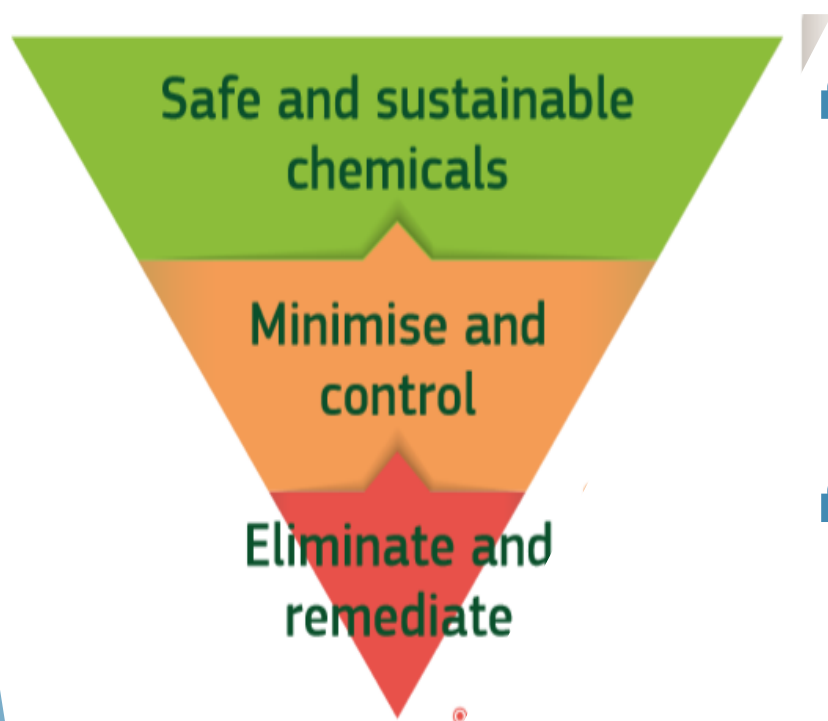 Safe and sustainable
chemicals
Minimise and
control
Eliminate and
remediate